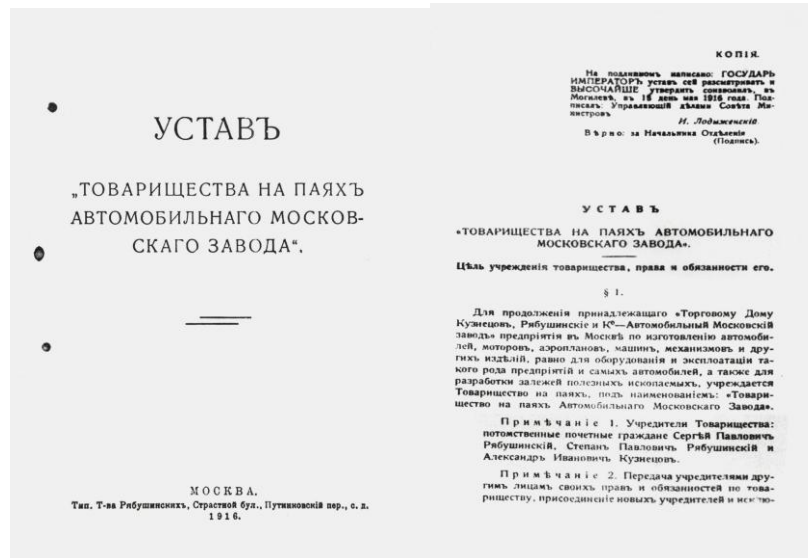 УСТАВЪ
„ТОВАРИЩЕСТВА НА ПАЯХЪ
АВТОМОБИЛЬНАГО МОСКОВ-
СКАГО ЗАВОДА“.
МОСКВА.
Тип. Т-ва Рябушинскихъ, Страстной бул., Путинковскій пер., с. д.
1916.
КОПІЯ.
На подлинномъ написано: ГОСУДАРЬ
ИМПЕРАТОРЪ уставъ сей разсматривать и
ВЫСОЧАЙШЕ утвердить соизволилъ, въ
Могилевѣ, въ 15 день мая 1916 года. Под-
писалъ: Управляющій дѣлами Совѣта Ми-
нистровъ
И. Лодыженскій.
Вѣрно: за Начальника Отдѣленія
(Подпись).
УСТАВЪ
«ТОВАРИЩЕСТВА НА ПАЯХЪ АВТОМОБИЛЬНАГО
МОСКОВСКАГО ЗАВОДА».
Цѣль учрежденія товарищества, права и обязанности его.
§ 1.
Для продолженія принадлежащаго «Торговому Дому
Кузнецовъ, Рябушинскіе и Ко—Автомобильный Московскій
заводъ» предпріятія въ Москвѣ по изготовленію автомоби-
лей, моторовъ, аэроплановъ, машинъ, механизмовъ и дру-
гихъ издѣлій, равно для оборудованія и эксплоатаціи та-
кого рода предпріятій и самыхъ автомобилей, а также для
разработки залежей полезныхъ ископаемыхъ, учреждается
Товарищество на паяхъ, подъ наименованіемъ: «Товари-
щество на паяхъ Автомобильнаго Московскаго Завода».
Примѣчаніе 1. Учредители Товарищества:
потомственные почетные граждане Сергѣй Павловичъ
Рябушинскій, Степанъ Павловичъ Рябушинскій и
Александръ Ивановичъ Кузнецовъ.
Примѣчаніе 2. Передача учредителями дру-
гимъ лицамъ своихъ правъ и обязанностей по това-
риществу, присоединеніе новыхъ учредителей и исклю-